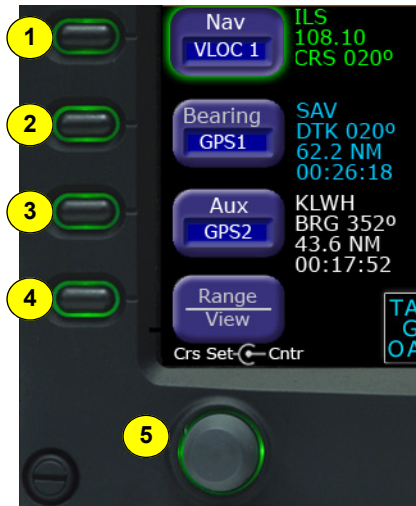 1
Nav
VLOC 1
ILS
108.10
CRS 020º
2
Bearing
GPS1
SAV
DTK 020º
62.2 NM
00:26:18
3
Aux
GPS2
KLWH
BRG 352º
43.6 NM
00:17:52
4
Range
View
TA
G
OA
Crs Set
Cntr
5